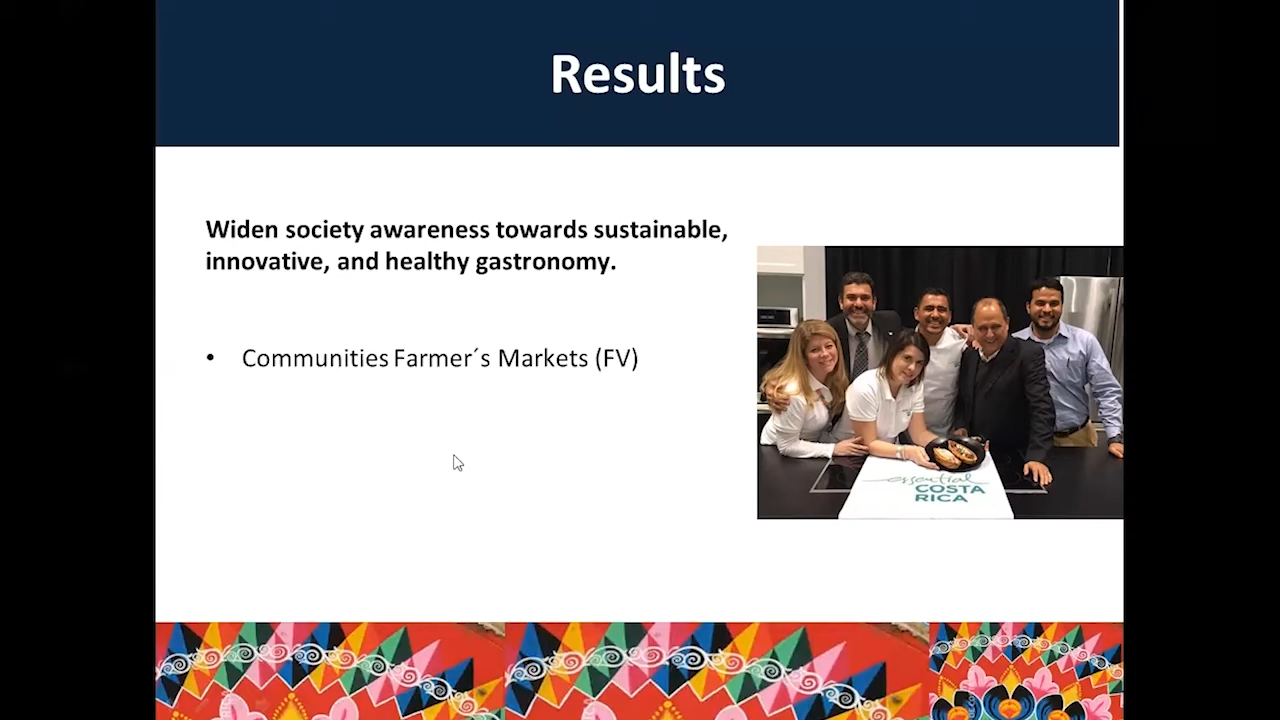 Results
Widen society awareness towards sustainable,
innovative, and healthy gastronomy.
• Communities Farmer´s Markets (FV)
essential
COSTA
RICA